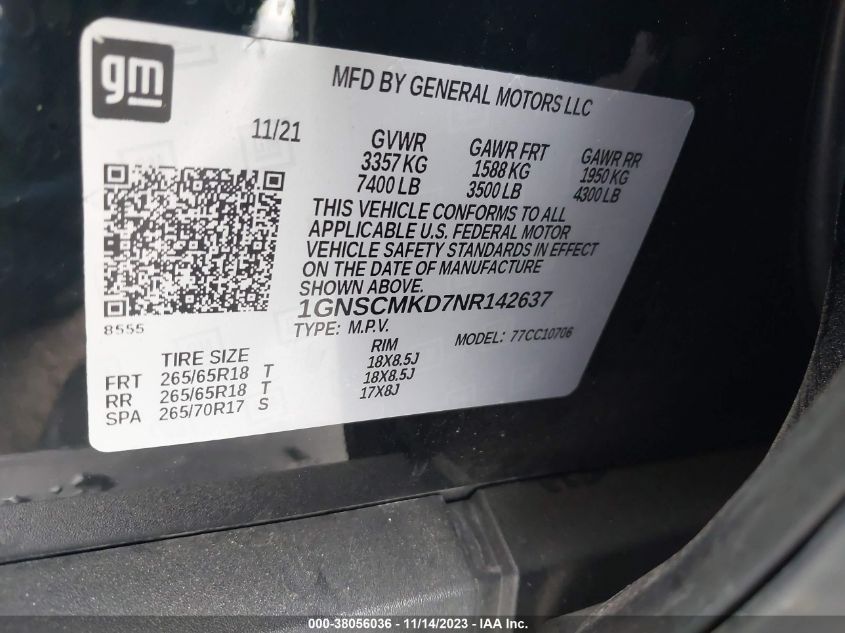 gm
MFD BY GENERAL MOTORS LLC
11/21
GVWR GAWR FRT GAWR RR
3357 KG 1588 KG 1950 KG
7400 LB 3500 LB 4300 LB
THIS VEHICLE CONFORMS TO ALL
APPLICABLE U.S. FEDERAL MOTOR
VEHICLE SAFETY STANDARDS IN EFFECT
ON THE DATE OF MANUFACTURE
SHOWN ABOVE.
1GNSCMKD7NR142637
8555
TYPE: M.P.V. MODEL: 77CC10706
TIRE SIZE RIM
FRT 265/65R18 T 18X8.5J
RR 265/65R18 T 18X8.5J
SPA 265/70R17 S 17X8J
000-38056036 - 11/14/2023 - IAA Inc.